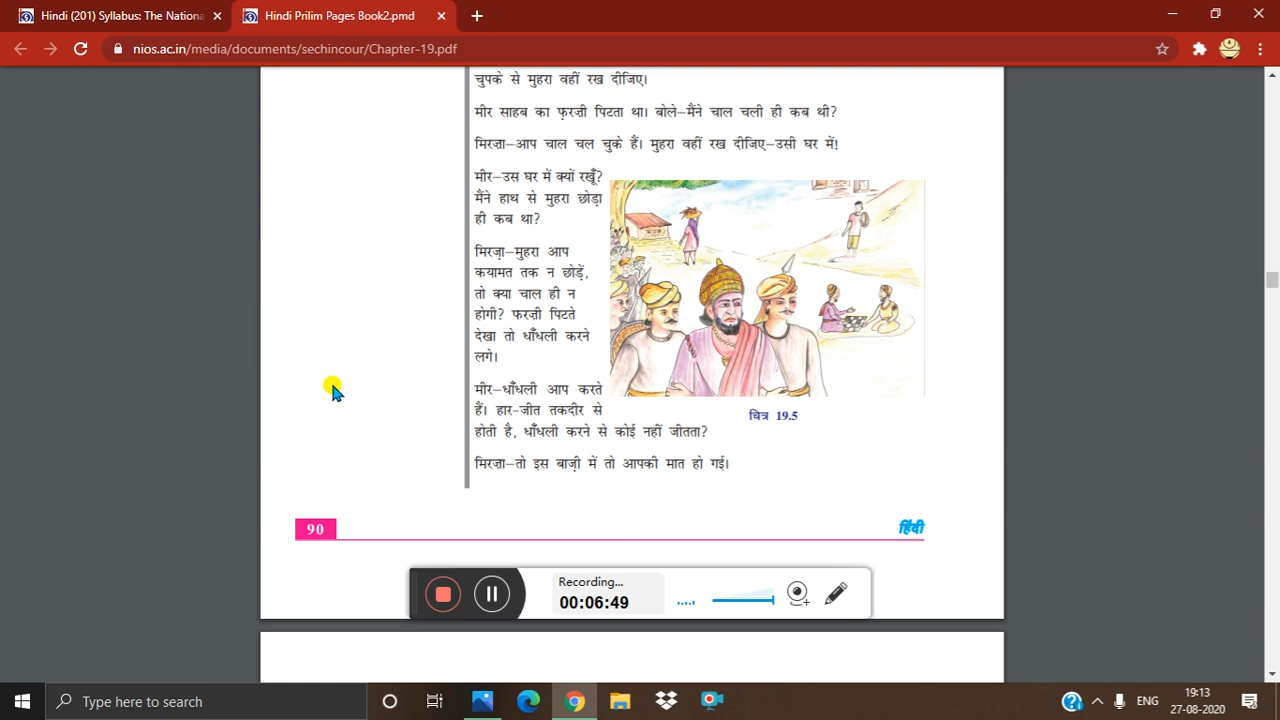 Hindi (201) Syllabus: The Nationa
Hindi Prilim Pages Book2.pmd
nios.ac.in/media/documents/sechincour/Chapter-19.pdf
चुपके से मुहरा वहीं रख दीजिए।
मीर साहब का फ़रज़ी पिटता था। बोले–मैंने चाल चली ही कब थी?
मिरज़ा–आप चाल चल चुके हैं। मुहरा वहीं रख दीजिए–उसी घर में!
मीर–उस घर में क्यों रखूँ?
मैंने हाथ से मुहरा छोड़ा
ही कब था?
मिरज़ा–मुहरा आप
कयामत तक न छोड़ें,
तो क्या चाल ही न
होगी? फरज़ी पिटते
देखा तो धाँधली करने
लगे।
मीर–धाँधली आप करते
हैं। हार-जीत तकदीर से
होती है, धाँधली करने से कोई नहीं जीतता?
चित्र 19.5
मिरज़ा–तो इस बाज़ी में तो आपकी मात हो गई।
90
हिंदी
Recording...
00:06:49
Type here to search
ENG
19:13
27-08-2020